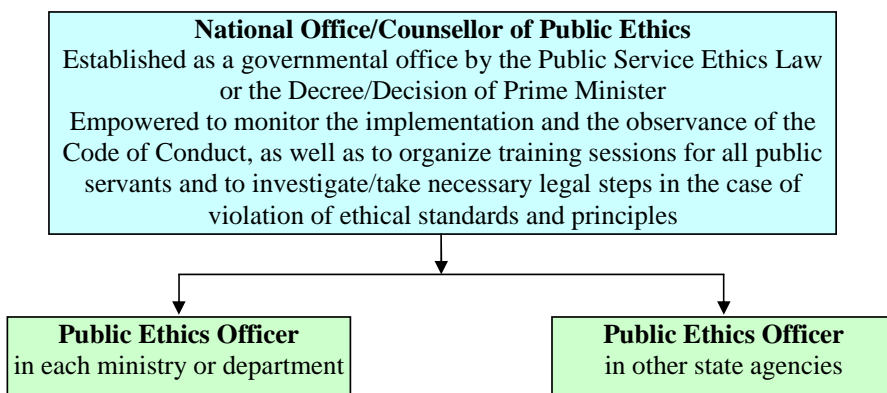 National Office/Counsellor of Public Ethics
Established as a governmental office by the Public Service Ethics Law
or the Decree/Decision of Prime Minister
Empowered to monitor the implementation and the observance of the
Code of Conduct, as well as to organize training sessions for all public
servants and to investigate/take necessary legal steps in the case of
violation of ethical standards and principles
Public Ethics Officer
in each ministry or department
Public Ethics Officer
in other state agencies